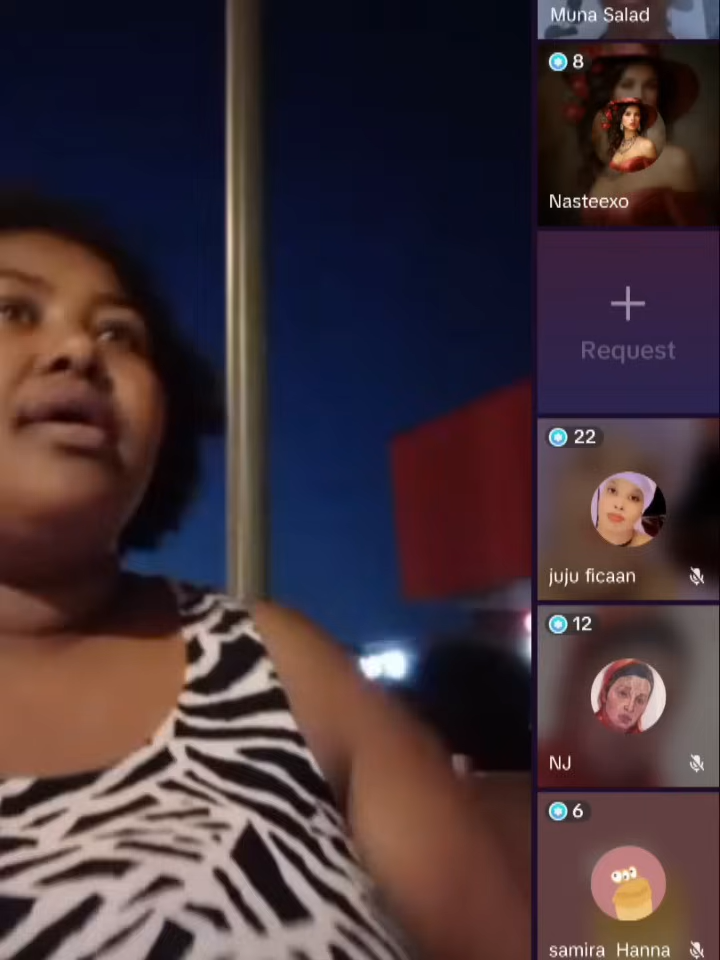 Muna Salad
8
Nasteexo
Request
22
juju ficaan
12
NJ
6
samira Hanna